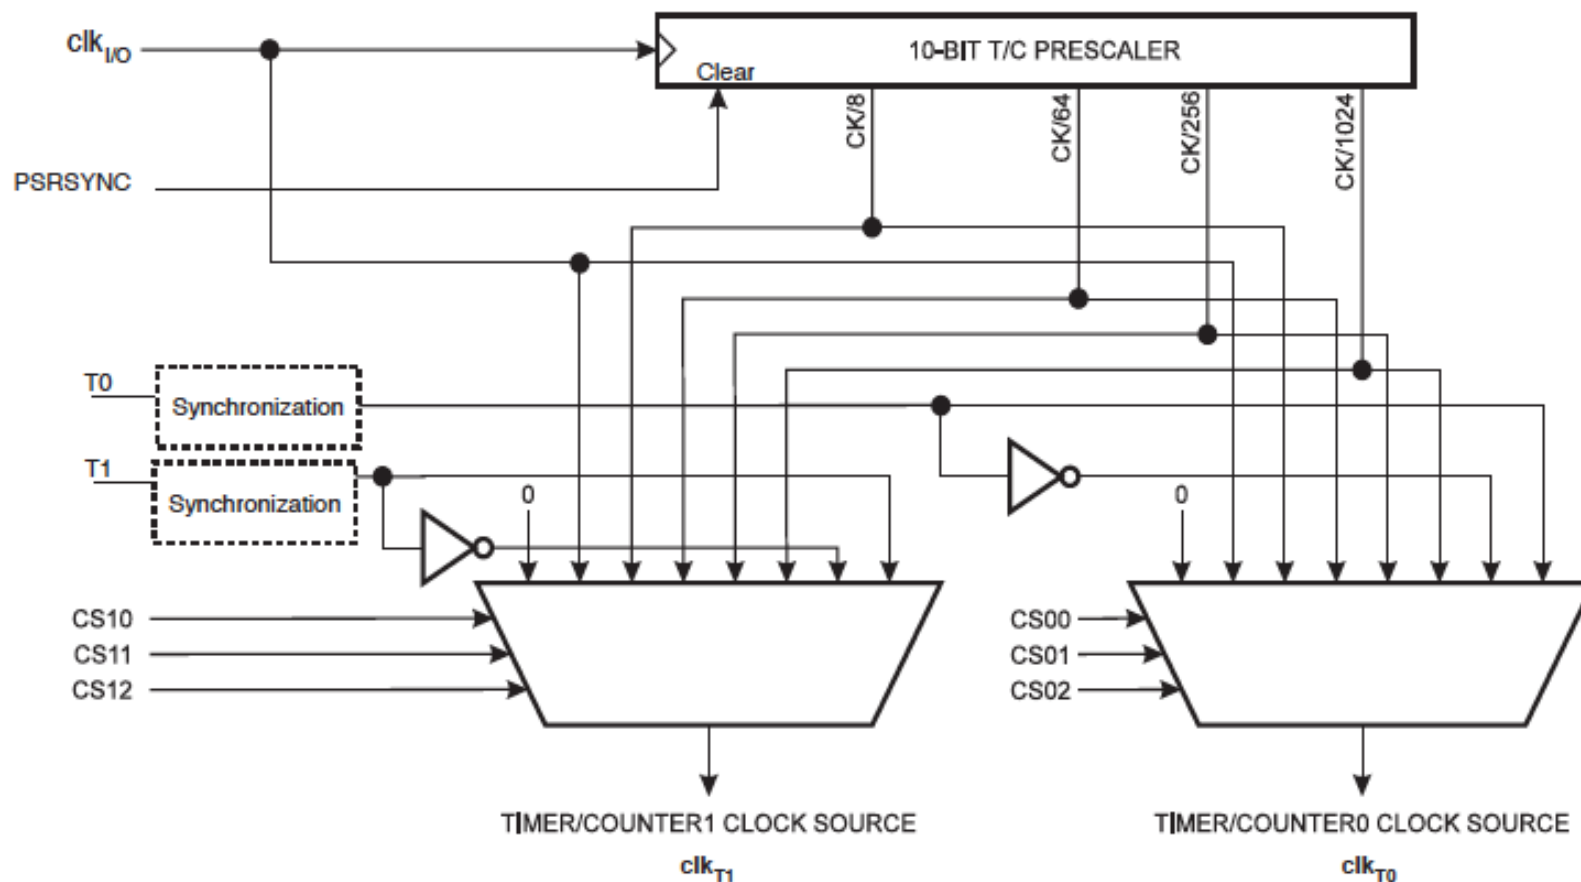 clkI/O
10-BIT T/C PRESCALER
Clear
CK/8
CK/64
CK/256
CK/1024
PSRSYNC
T0
Synchronization
T1
Synchronization
0
0
CS10
CS11
CS12
CS00
CS01
CS02
TIMER/COUNTER1 CLOCK SOURCE
clkT1
TIMER/COUNTER0 CLOCK SOURCE
clkT0